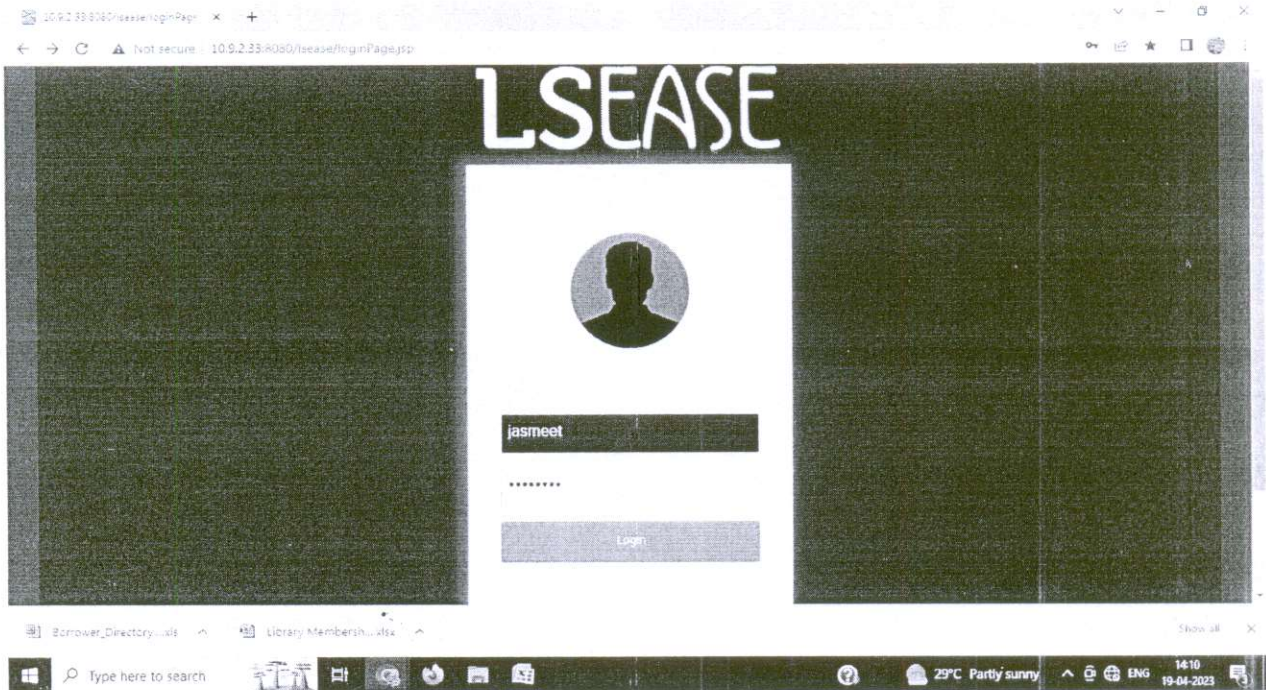 10.9.2.33:8080/lsease/loginPage
Not secure 10.9.2.33:8080/lsease/loginPage.jsp
LSEASE
jasmeet
••••••••
Login
Borrower_Directory....xls
Library Membersh....xlsx
Show all
Type here to search
29°C Partly sunny
ENG
14:10
19-04-2023
3